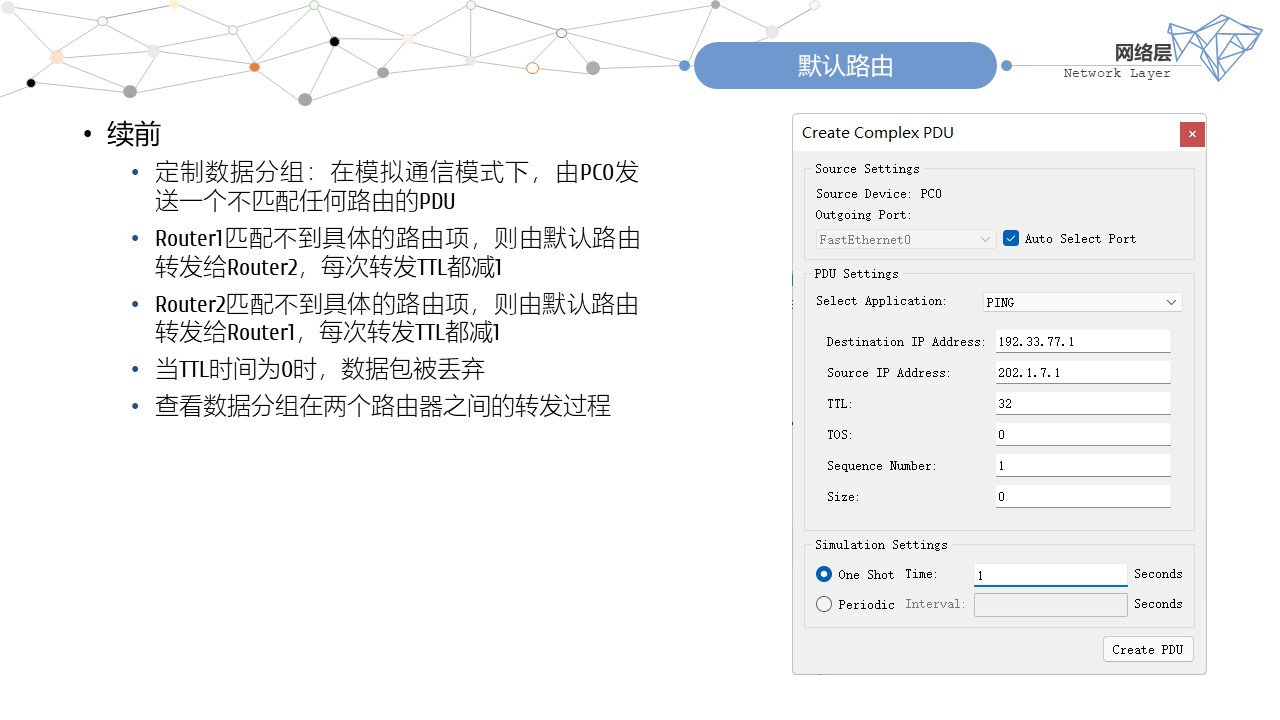 默认路由
网络层
Network Layer
• 续前
• 定制数据分组：在模拟通信模式下，由PC0发
送一个不匹配任何路由的PDU
• Router1匹配不到具体的路由项，则由默认路由
转发给Router2，每次转发TTL都减1
• Router2匹配不到具体的路由项，则由默认路由
转发给Router1，每次转发TTL都减1
• 当TTL时间为0时，数据包被丢弃
• 查看数据分组在两个路由器之间的转发过程
Create Complex PDU
Source Settings
Source Device: PC0
Outgoing Port:
FastEthernet0 Auto Select Port
PDU Settings
Select Application: PING
Destination IP Address: 192.33.77.1
Source IP Address: 202.1.7.1
TTL: 32
TOS: 0
Sequence Number: 1
Size: 0
Simulation Settings
One Shot Time: 1 Seconds
Periodic Interval: Seconds
Create PDU